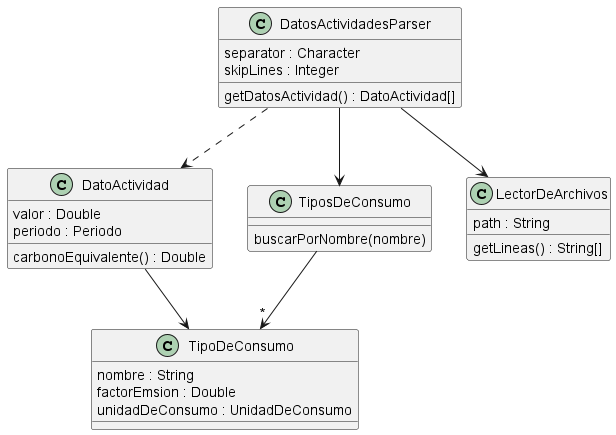 C DatosActividadesParser
separator : Character
skipLines : Integer
getDatosActividad() : DatoActividad[]
C DatoActividad
valor : Double
periodo : Periodo
carbonoEquivalente() : Double
C TiposDeConsumo
buscarPorNombre(nombre)
C LectorDeArchivos
path : String
getLineas() : String[]
*
C TipoDeConsumo
nombre : String
factorEmsion : Double
unidadDeConsumo : UnidadDeConsumo